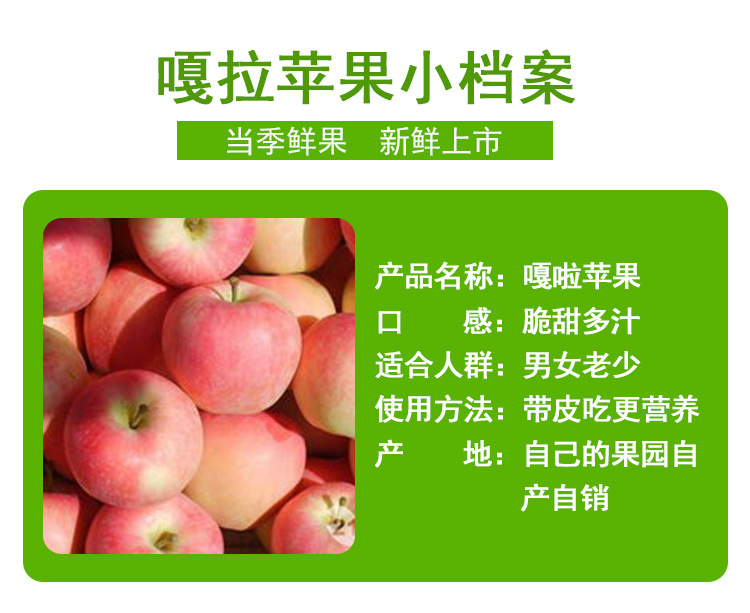 嘎拉苹果小档案
当季鲜果 新鲜上市
产品名称：嘎啦苹果
口 感：脆甜多汁
适合人群：男女老少
使用方法：带皮吃更营养
产 地：自己的果园自
产自销